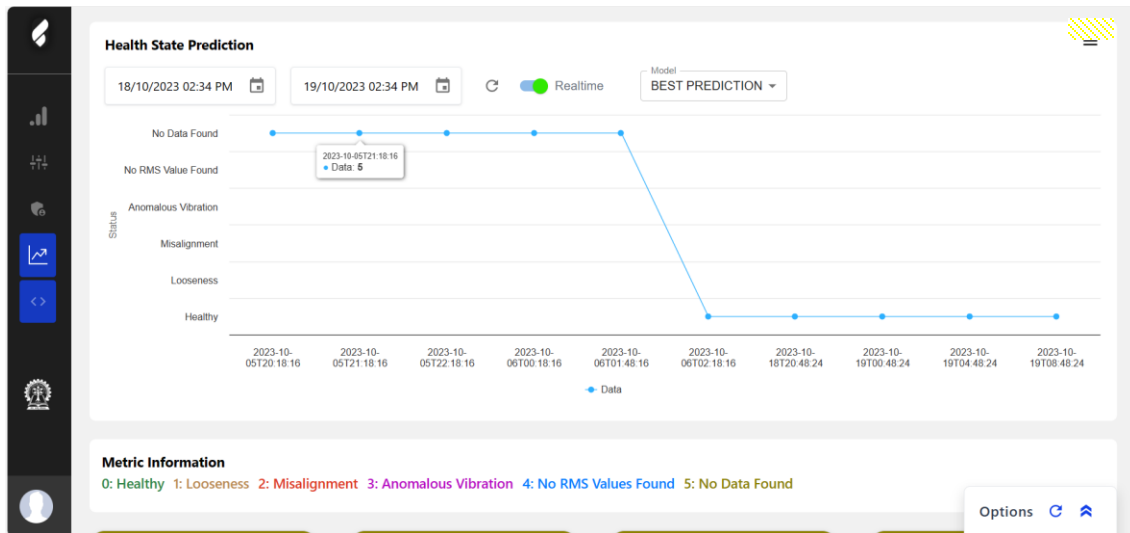 Health State Prediction
18/10/2023 02:34 PM
19/10/2023 02:34 PM
Realtime
Model
BEST PREDICTION
No Data Found
2023-10-05T21:18:16
Data: 5
No RMS Value Found
Anomalous Vibration
Status
Misalignment
Looseness
Healthy
2023-10-
05T20:18:16
2023-10-
05T21:18:16
2023-10-
05T22:18:16
2023-10-
06T00:18:16
2023-10-
06T01:48:16
2023-10-
06T02:18:16
2023-10-
18T20:48:24
2023-10-
19T00:48:24
2023-10-
19T04:48:24
2023-10-
19T08:48:24
Data
Metric Information
0: Healthy 1: Looseness 2: Misalignment 3: Anomalous Vibration 4: No RMS Values Found 5: No Data Found
Options